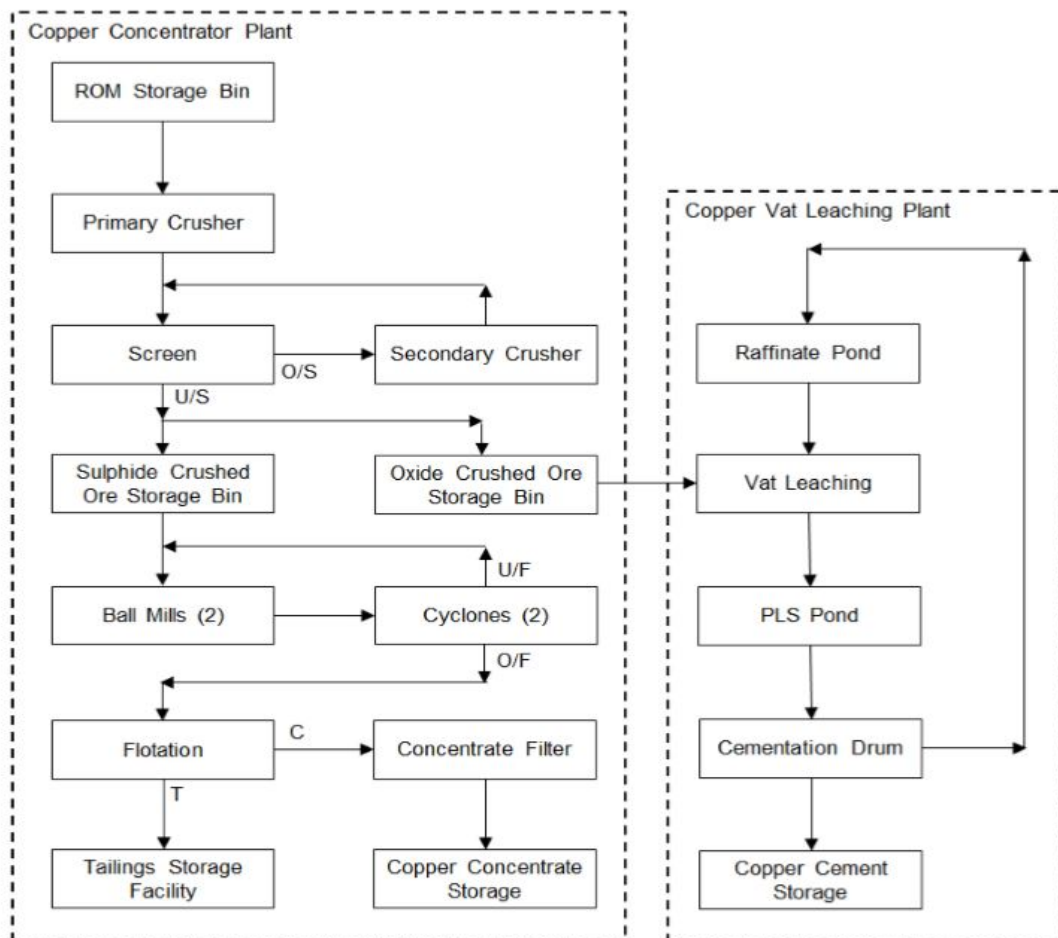 Copper Concentrator Plant
ROM Storage Bin
Primary Crusher
Screen
O/S
Secondary Crusher
U/S
Sulphide Crushed
Ore Storage Bin
Oxide Crushed Ore
Storage Bin
U/F
Ball Mills (2)
Cyclones (2)
O/F
Flotation
C
Concentrate Filter
T
Tailings Storage
Facility
Copper Concentrate
Storage
Copper Vat Leaching Plant
Raffinate Pond
Vat Leaching
PLS Pond
Cementation Drum
Copper Cement
Storage